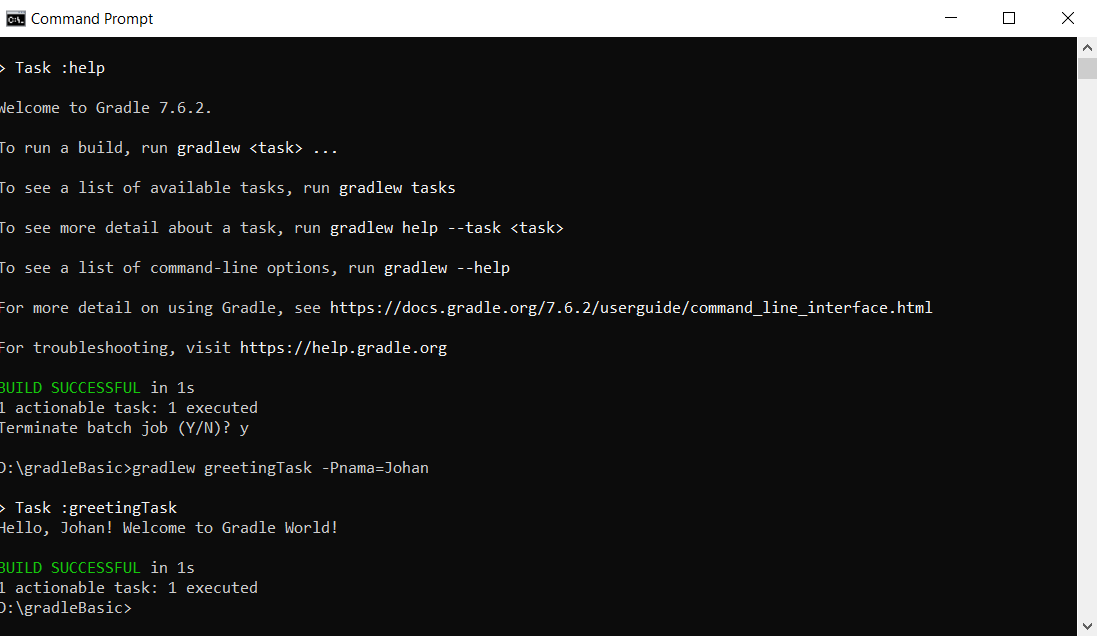 Command Prompt
> Task :help
Welcome to Gradle 7.6.2.
To run a build, run gradlew <task> ...
To see a list of available tasks, run gradlew tasks
To see more detail about a task, run gradlew help --task <task>
To see a list of command-line options, run gradlew --help
For more detail on using Gradle, see https://docs.gradle.org/7.6.2/userguide/command_line_interface.html
For troubleshooting, visit https://help.gradle.org
BUILD SUCCESSFUL in 1s
1 actionable task: 1 executed
Terminate batch job (Y/N)? y
D:\gradleBasic>gradlew greetingTask -Pnama=Johan
> Task :greetingTask
Hello, Johan! Welcome to Gradle World!
BUILD SUCCESSFUL in 1s
1 actionable task: 1 executed
D:\gradleBasic>